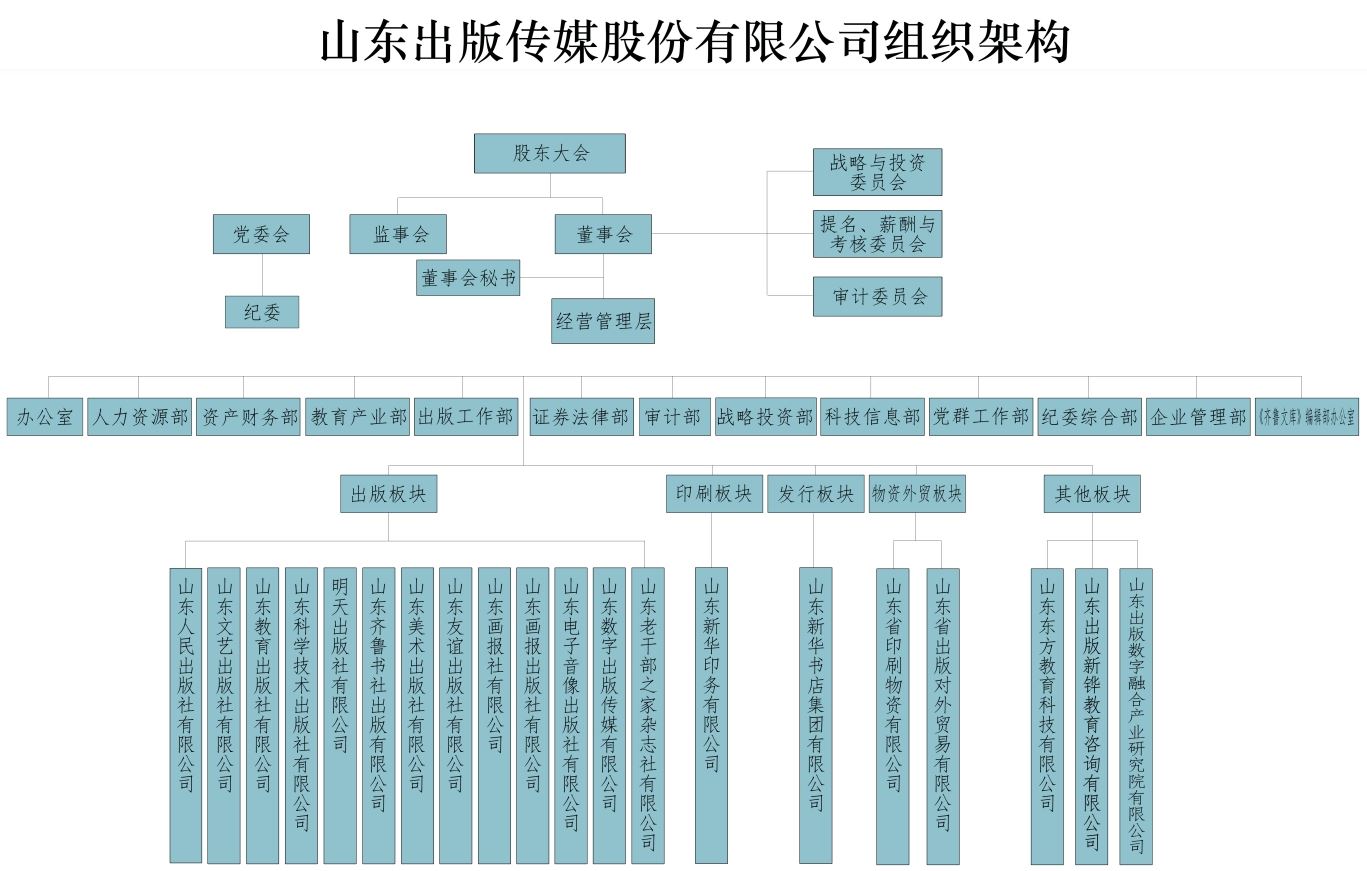 山东出版传媒股份有限公司组织架构
股东大会
战略与投资
委员会
党委会
监事会
董事会
提名、薪酬与
考核委员会
董事会秘书
审计委员会
纪委
经营管理层
办公室
人力资源部
资产财务部
教育产业部
出版工作部
证券法律部
审计部
战略投资部
科技信息部
党群工作部
纪委综合部
企业管理部
《齐鲁文库》编辑部办公室
出版板块
印刷板块
发行板块
物资外贸板块
其他板块
山东人民出版社有限公司
山东文艺出版社有限公司
山东教育出版社有限公司
山东科学技术出版社有限公司
明天出版社有限公司
山东齐鲁书社出版有限公司
山东美术出版社有限公司
山东友谊出版社有限公司
山东画报社有限公司
山东画报出版社有限公司
山东电子音像出版社有限公司
山东数字出版传媒有限公司
山东老干部之家杂志社有限公司
山东新华印务有限公司
山东新华书店集团有限公司
山东省印刷物资有限公司
山东省出版对外贸易有限公司
山东东方教育科技有限公司
山东出版新铧教育咨询有限公司
山东出版数字融合产业研究院有限公司